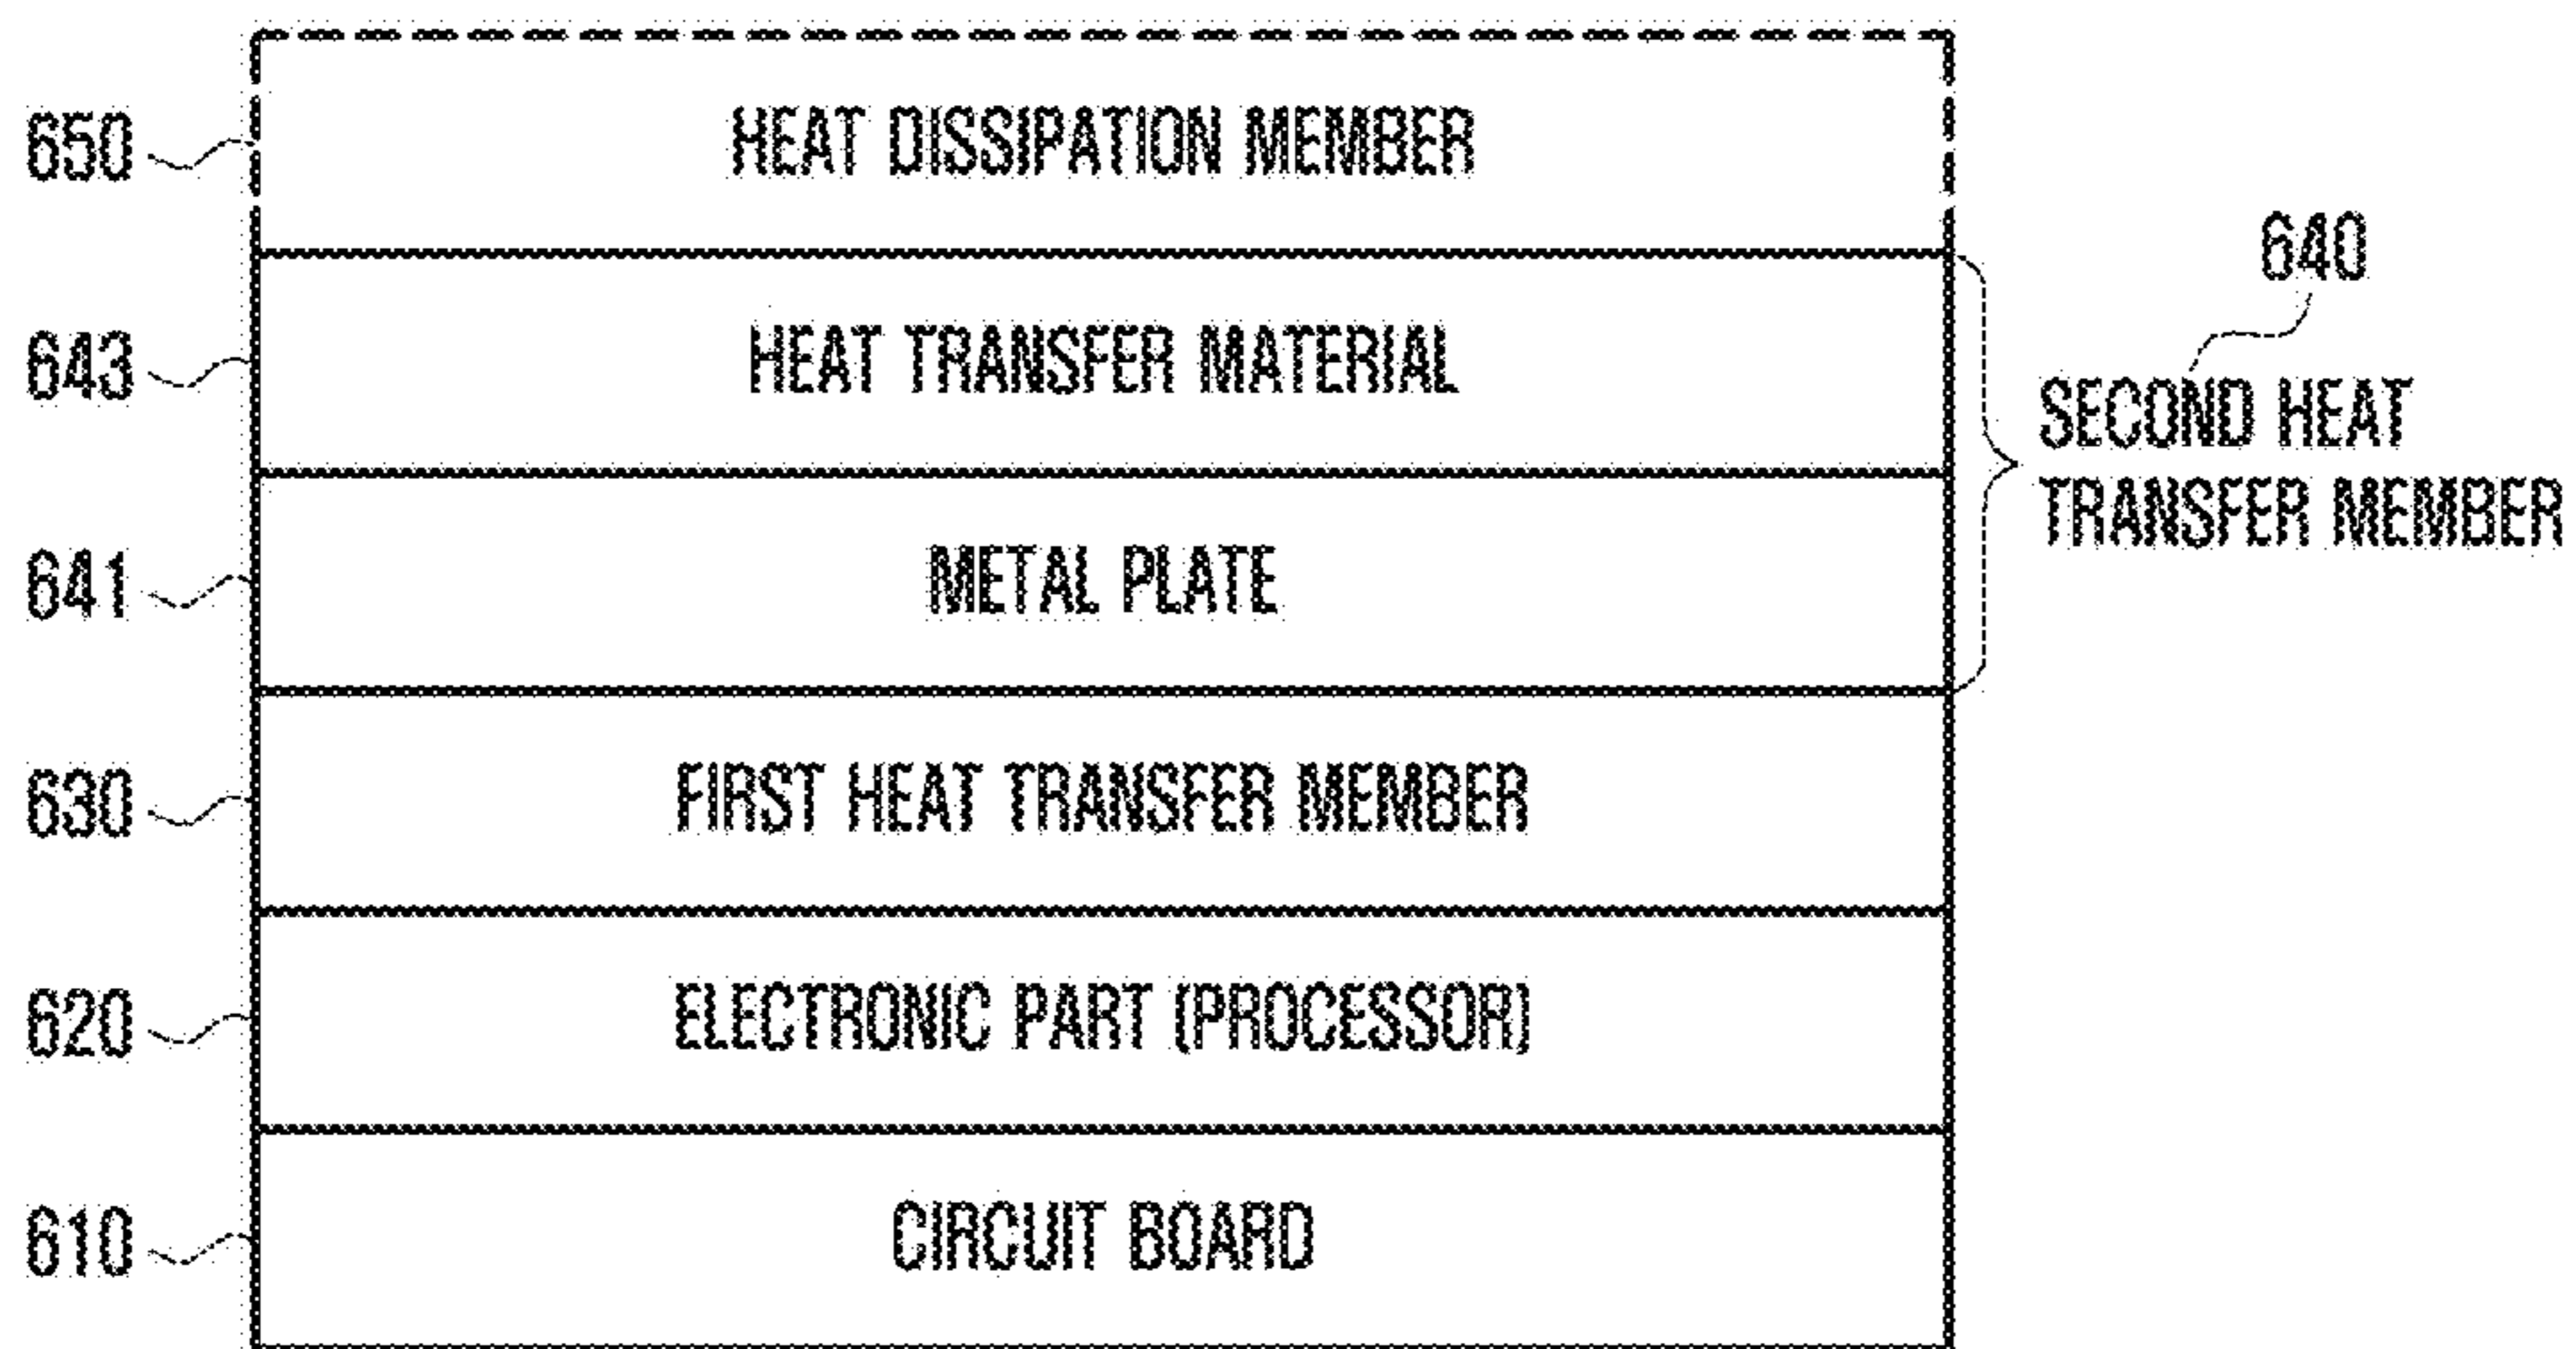 650 HEAT DISSIPATION MEMBER
640
643 HEAT TRANSFER MATERIAL
SECOND HEAT
TRANSFER MEMBER
641 METAL PLATE
630 FIRST HEAT TRANSFER MEMBER
620 ELECTRONIC PART (PROCESSOR)
610 CIRCUIT BOARD